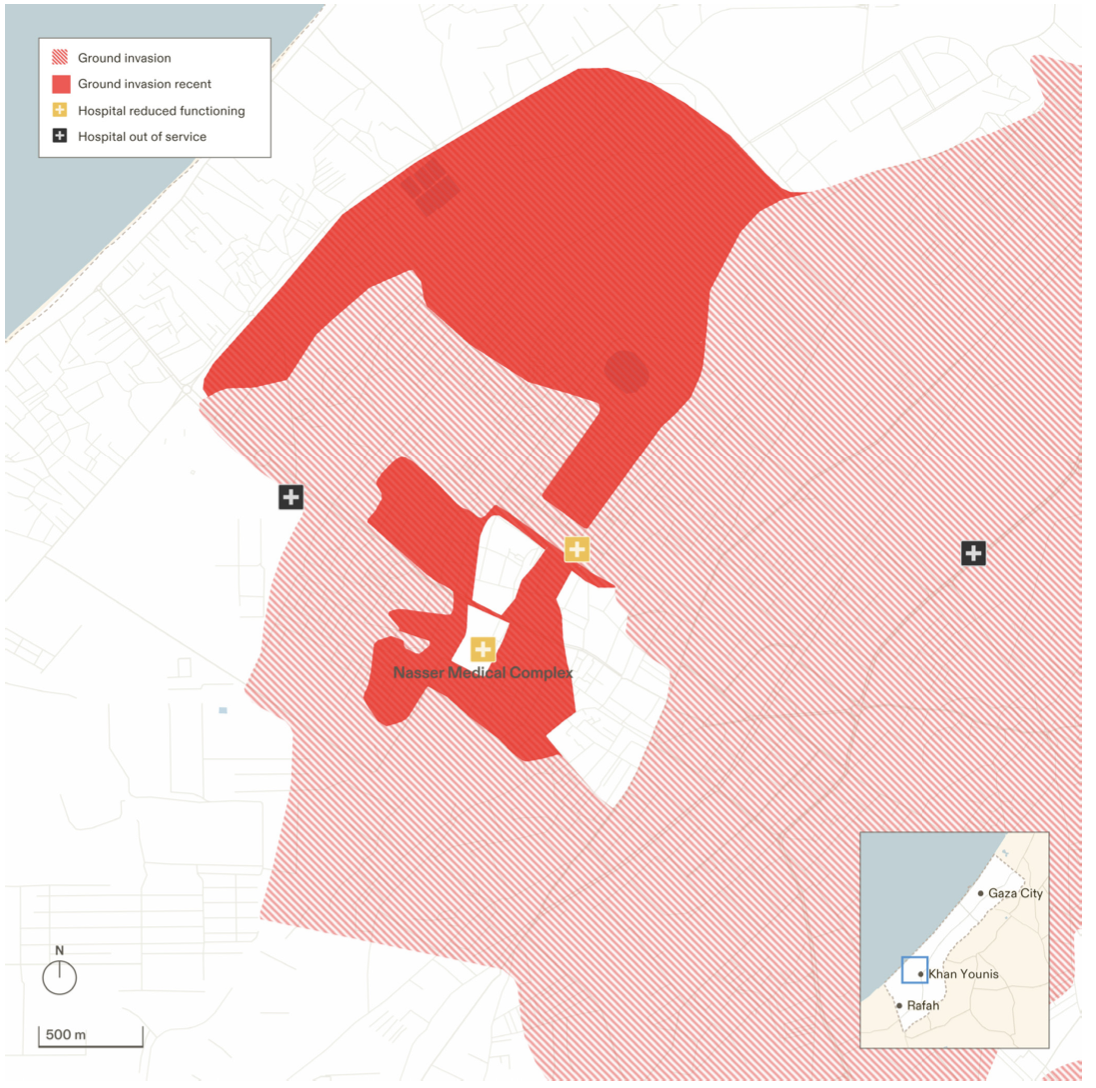 Ground invasion
Ground invasion recent
Hospital reduced functioning
Hospital out of service
Nasser Medical Complex
N
500 m
Gaza City
Khan Younis
Rafah